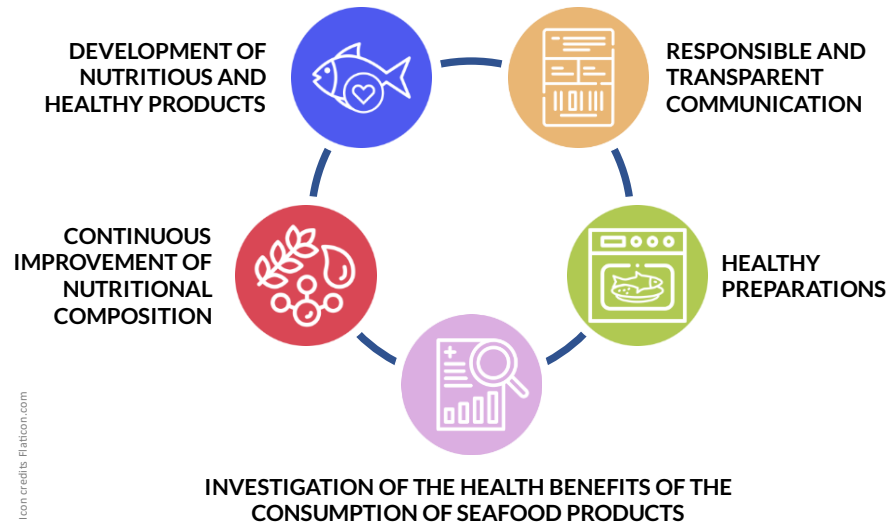 DEVELOPMENT OF
NUTRITIOUS AND
HEALTHY PRODUCTS
RESPONSIBLE AND
TRANSPARENT
COMMUNICATION
CONTINUOUS
IMPROVEMENT OF
NUTRITIONAL
COMPOSITION
HEALTHY
PREPARATIONS
INVESTIGATION OF THE HEALTH BENEFITS OF THE
CONSUMPTION OF SEAFOOD PRODUCTS
Icon credits Flaticon.com